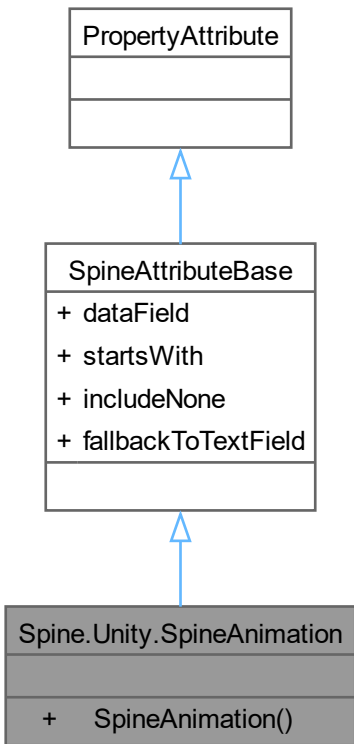 PropertyAttribute
SpineAttributeBase
+ dataField
+ startsWith
+ includeNone
+ fallbackToTextField
Spine.Unity.SpineAnimation
+ SpineAnimation()